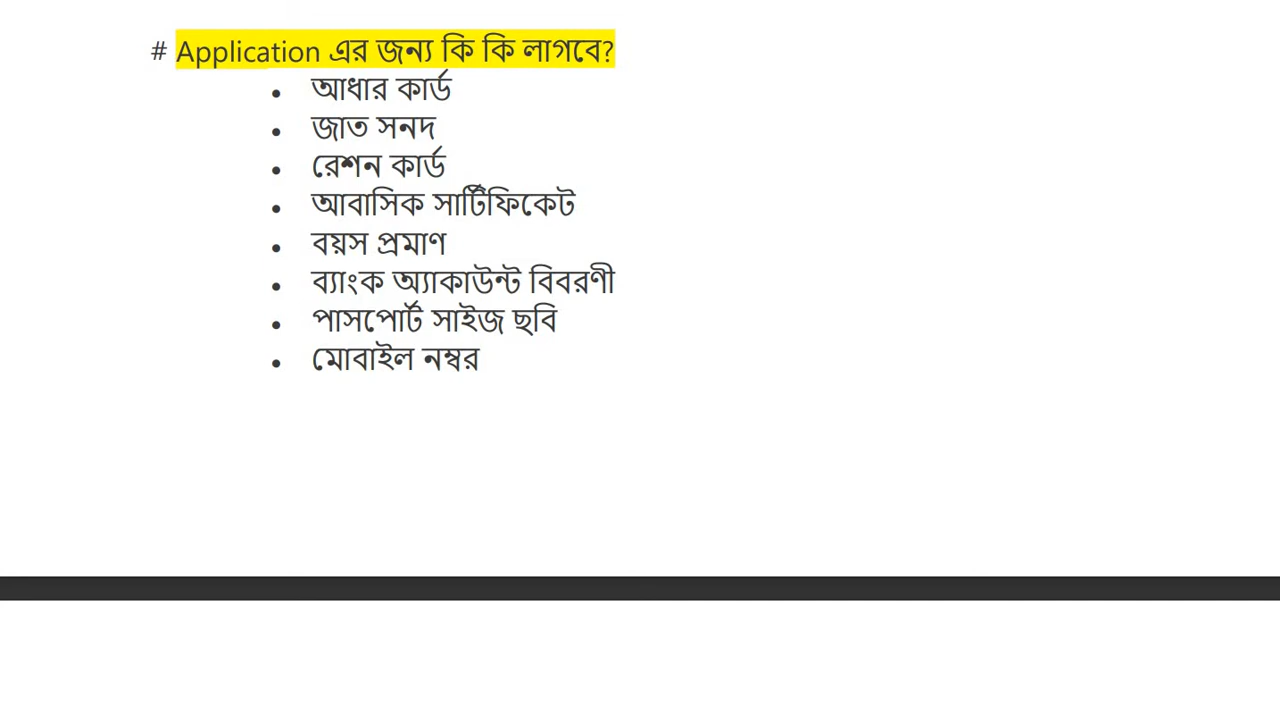 # Application এর জন্য কি কি লাগবে?
• আধার কার্ড
• জাত সনদ
• রেশন কার্ড
• আবাসিক সার্টিফিকেট
• বয়স প্রমাণ
• ব্যাংক অ্যাকাউন্ট বিবরণী
• পাসপোর্ট সাইজ ছবি
• মোবাইল নম্বর